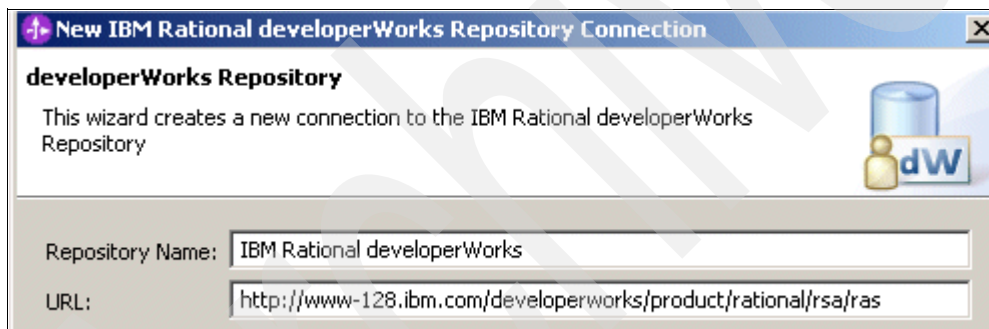 New IBM Rational developerWorks Repository Connection
developerWorks Repository
This wizard creates a new connection to the IBM Rational developerWorks
Repository
dW
Repository Name: IBM Rational developerWorks
URL: http://www-128.ibm.com/developerworks/product/rational/rsa/ras